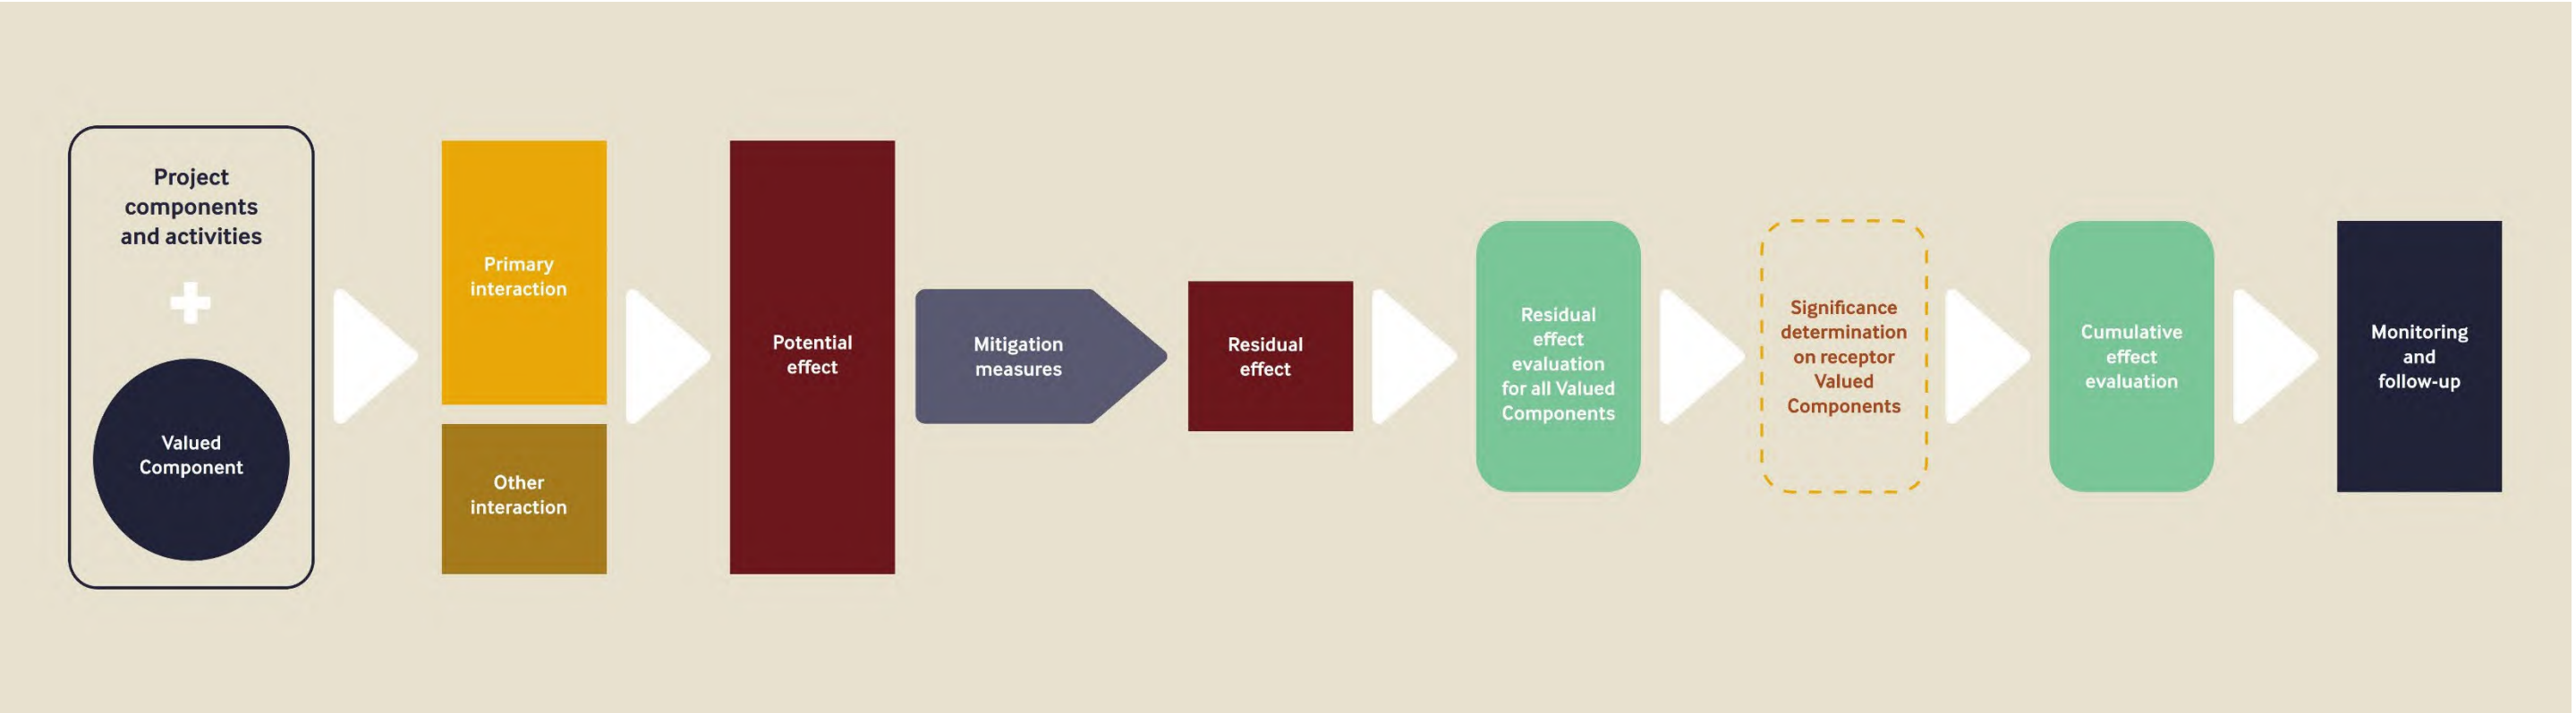 Project
components
and activities
Valued
Component
Primary
interaction
Other
interaction
Potential
effect
Mitigation
measures
Residual
effect
Residual
effect
evaluation
for all Valued
Components
Significance
determination
on receptor
Valued
Components
Cumulative
effect
evaluation
Monitoring
and
follow-up